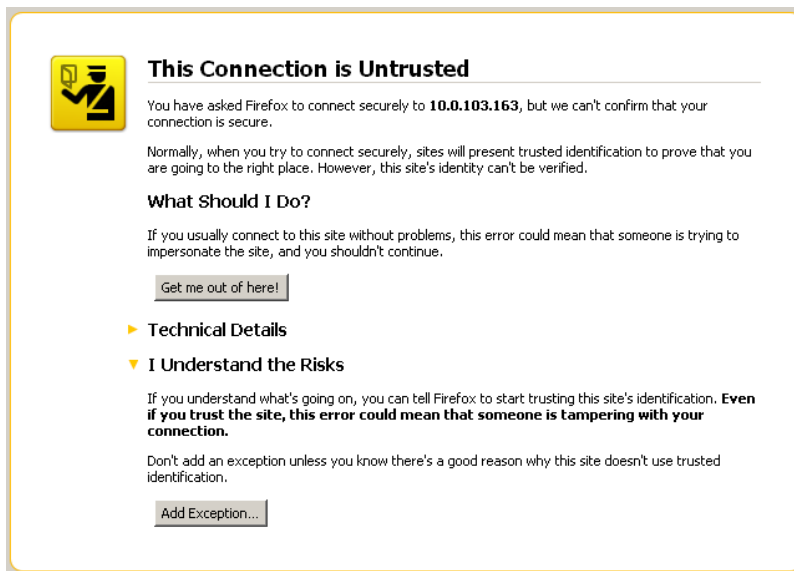 This Connection is Untrusted
You have asked Firefox to connect securely to 10.0.103.163, but we can't confirm that your
connection is secure.
Normally, when you try to connect securely, sites will present trusted identification to prove that you
are going to the right place. However, this site's identity can't be verified.
What Should I Do?
If you usually connect to this site without problems, this error could mean that someone is trying to
impersonate the site, and you shouldn't continue.
Get me out of here!
Technical Details
I Understand the Risks
If you understand what's going on, you can tell Firefox to start trusting this site's identification. Even
if you trust the site, this error could mean that someone is tampering with your
connection.
Don't add an exception unless you know there's a good reason why this site doesn't use trusted
identification.
Add Exception...